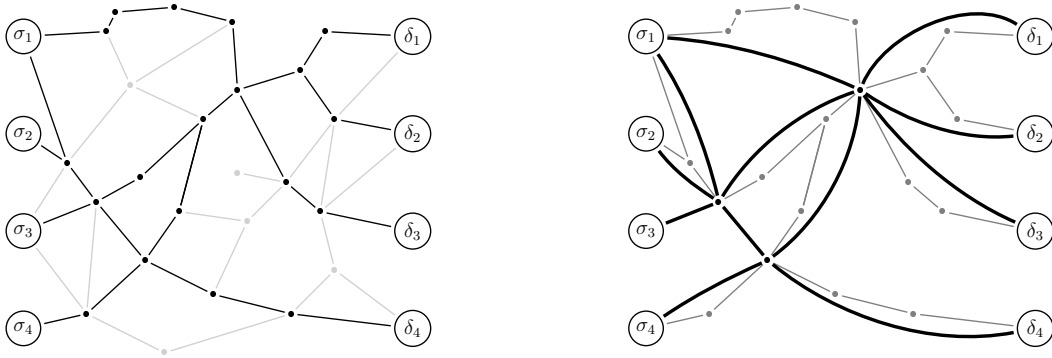 σ₁ δ₁ σ₁ δ₁
σ₂ δ₂ σ₂ δ₂
σ₃ δ₃ σ₃ δ₃
σ₄ δ₄ σ₄ δ₄